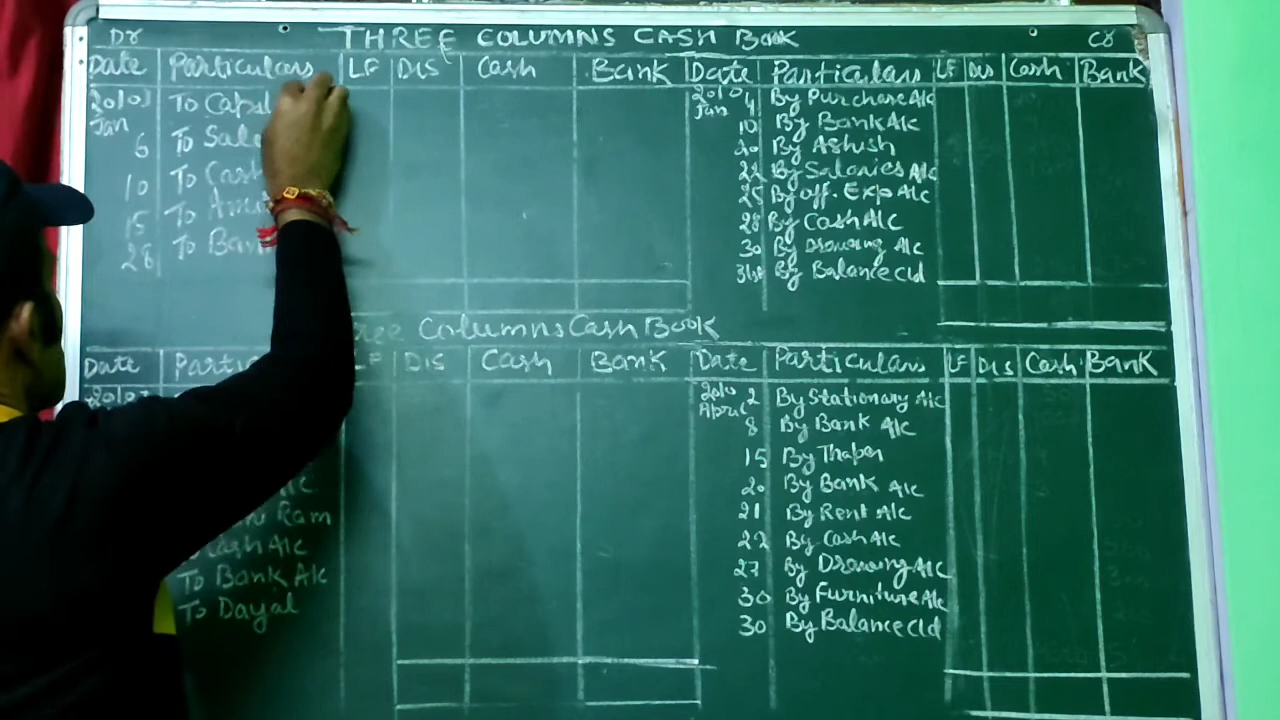 Dr THREE COLUMNS CASH BOOK Cr
Date Particulars LF DIS Cash Bank Date Particulars LF DIS Cash Bank
2010 Jan 4 By Purchase A/c
To
10 By Bank A/c
6 To Sale
20 By Ashish
10 To Cash
22 By Salaries A/c
25 By off. Exp A/c
15 To
28 By Cash A/c
28 To Ban
30 By Drawing A/c
By Balance c/d
ree Columns Cash Book
Date Partic DIS Cash Bank Date Particulars LF DIS Cash Bank
2010 April 2 By Stationary A/c
8 By Bank A/c
15 By Thaper
20 By Bank A/c
Ram 21 By Rent A/c
Cash A/c 22 By Cash A/c
To Bank A/c 27 By Drawing A/c
To Dayal 30 By Furniture A/c
30 By Balance c/d